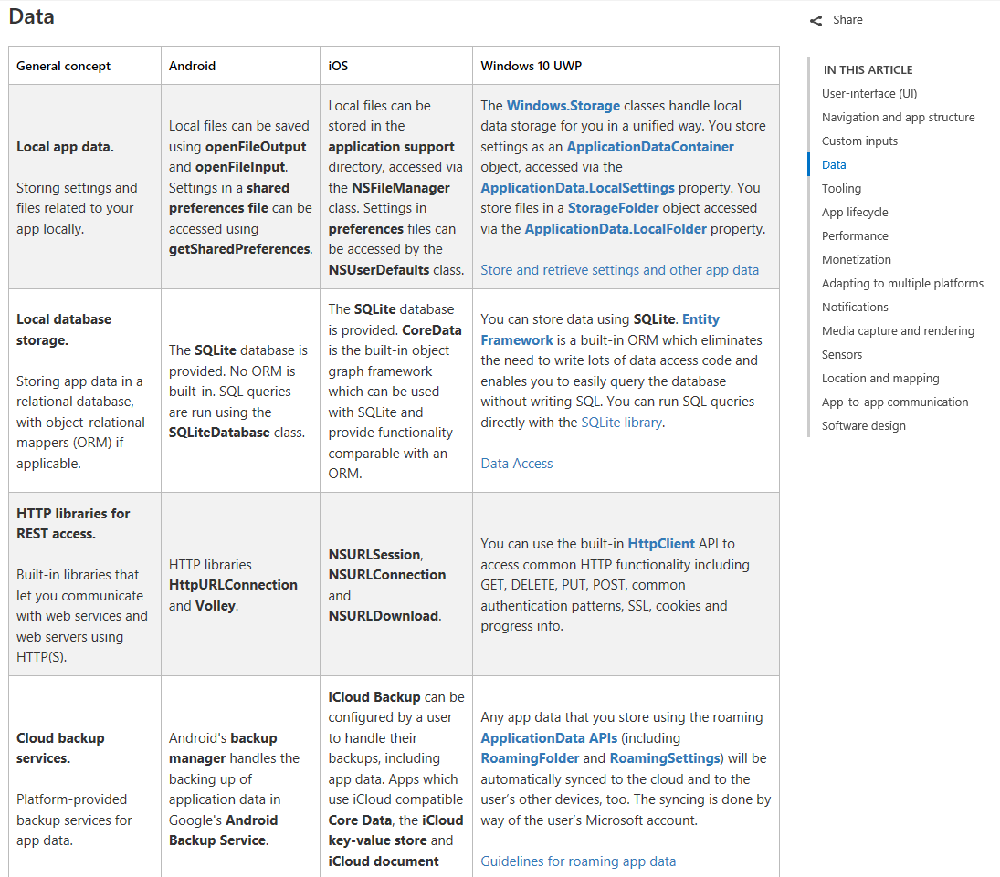 Data
General concept
Android
iOS
Windows 10 UWP
Local app data.
Storing settings and
files related to your
app locally.
Local files can be saved
using openFileOutput
and openFileInput.
Settings in a shared
preferences file can be
accessed using
getSharedPreferences.
Local files can be
stored in the
application support
directory, accessed via
the NSFileManager
class. Settings in
preferences files can
be accessed by the
NSUserDefaults class.
The Windows.Storage classes handle local
data storage for you in a unified way. You store
settings as an ApplicationDataContainer
object, accessed via the
ApplicationData.LocalSettings property. You
store files in a StorageFolder object accessed
via the ApplicationData.LocalFolder property.
Store and retrieve settings and other app data
Local database
storage.
Storing app data in a
relational database,
with object-relational
mappers (ORM) if
applicable.
The SQLite database is
provided. No ORM is
built-in. SQL queries
are run using the
SQLiteDatabase class.
The SQLite database
is provided. CoreData
is the built-in object
graph framework
which can be used
with SQLite and
provide functionality
comparable with an
ORM.
You can store data using SQLite. Entity
Framework is a built-in ORM which eliminates
the need to write lots of data access code and
enables you to easily query the database
without writing SQL. You can run SQL queries
directly with the SQLite library.
Data Access
HTTP libraries for
REST access.
Built-in libraries that
let you communicate
with web services and
web servers using
HTTP(S).
HTTP libraries
HttpURLConnection
and Volley.
NSURLSession,
NSURLConnection
and
NSURLDownload.
You can use the built-in HttpClient API to
access common HTTP functionality including
GET, DELETE, PUT, POST, common
authentication patterns, SSL, cookies and
progress info.
Cloud backup
services.
Platform-provided
backup services for
app data.
Android's backup
manager handles the
backing up of
application data in
Google's Android
Backup Service.
iCloud Backup can be
configured by a user
to handle their
backups, including
app data. Apps which
use iCloud compatible
Core Data, the iCloud
key-value store and
iCloud document
Any app data that you store using the roaming
ApplicationData APIs (including
RoamingFolder and RoamingSettings) will be
automatically synced to the cloud and to the
user’s other devices, too. The syncing is done by
way of the user’s Microsoft account.
Guidelines for roaming app data
Share
IN THIS ARTICLE
User-interface (UI)
Navigation and app structure
Custom inputs
Data
Tooling
App lifecycle
Performance
Monetization
Adapting to multiple platforms
Notifications
Media capture and rendering
Sensors
Location and mapping
App-to-app communication
Software design